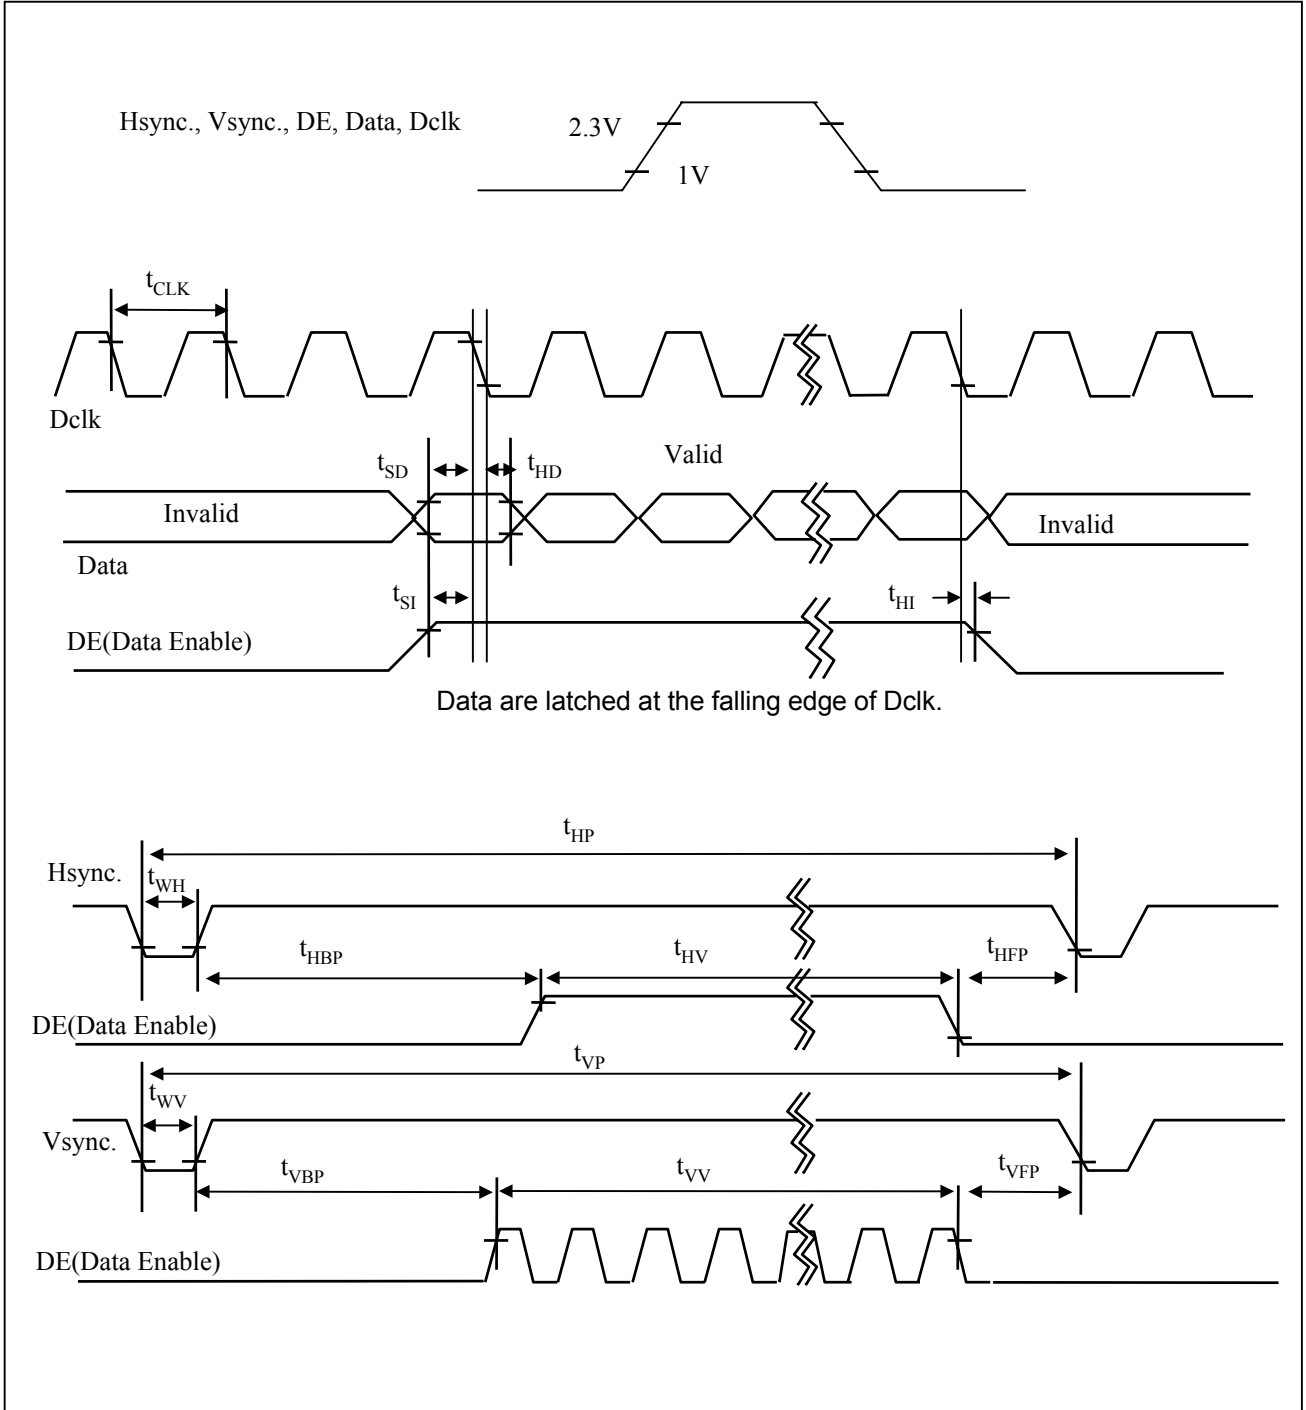 Hsync., Vsync., DE, Data, Dclk
2.3V
1V
tCLK
Dclk
tSD
tHD
Valid
Invalid
Invalid
Data
tSI
tHI
DE(Data Enable)
Data are latched at the falling edge of Dclk.
tHP
Hsync.
tWH
tHBP
tHV
tHFP
DE(Data Enable)
tVP
tWV
Vsync.
tVBP
tVV
tVFP
DE(Data Enable)